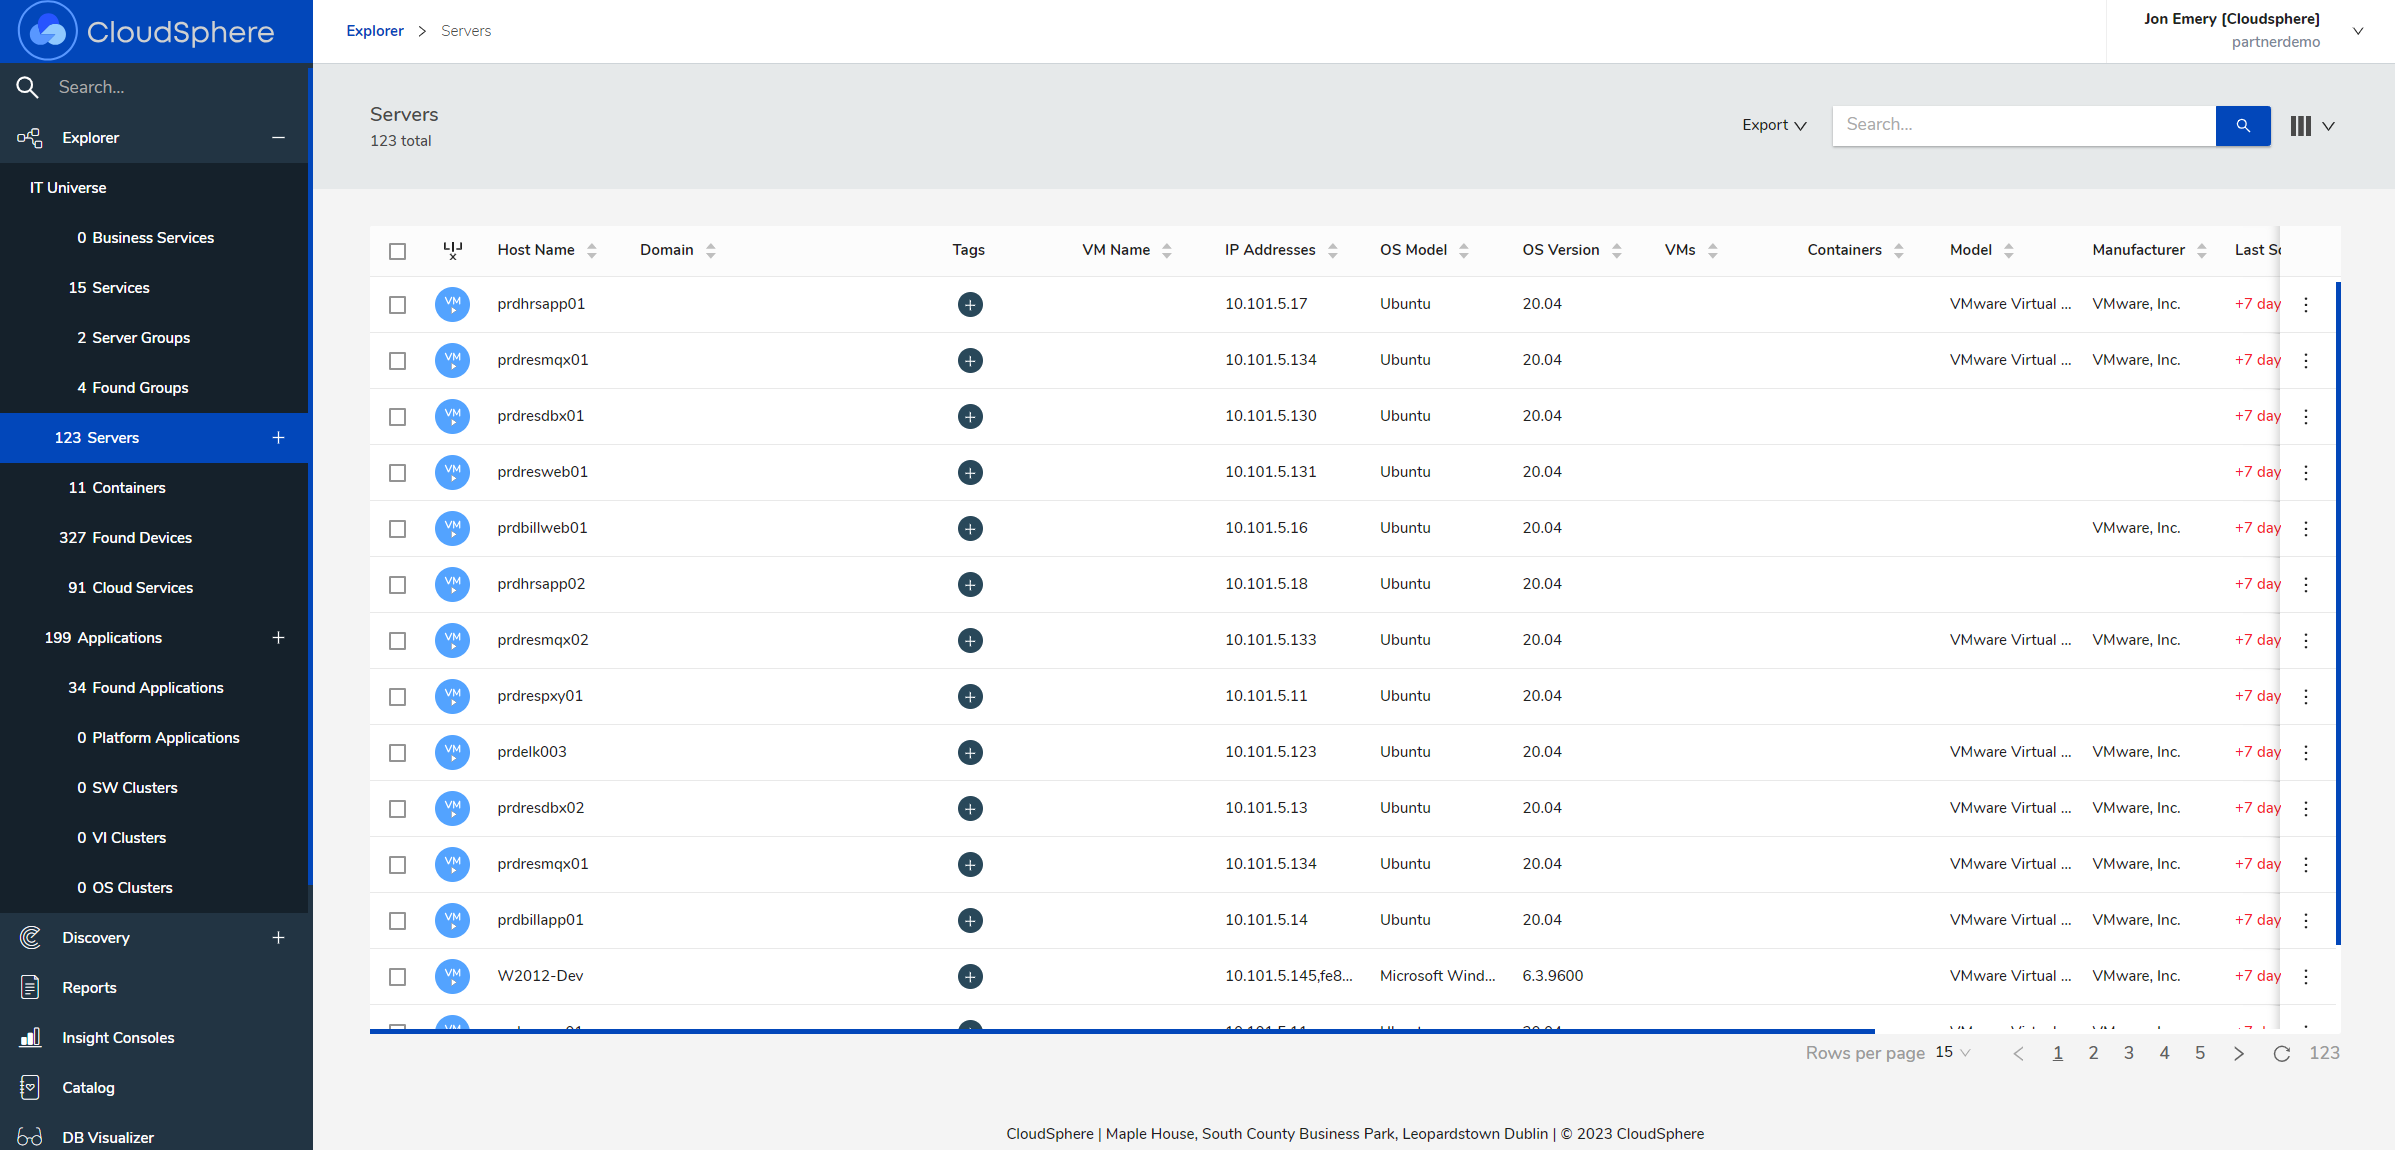 CloudSphere
Explorer > Servers
Jon Emery [Cloudsphere]
partnerdemo
Search...
Explorer
IT Universe
0 Business Services
15 Services
2 Server Groups
4 Found Groups
123 Servers
11 Containers
327 Found Devices
91 Cloud Services
199 Applications
34 Found Applications
0 Platform Applications
0 SW Clusters
0 VI Clusters
0 OS Clusters
Discovery
Reports
Insight Consoles
Catalog
DB Visualizer
Servers
123 total
Export
Search...
Host Name Domain Tags VM Name IP Addresses OS Model OS Version VMs Containers Model Manufacturer Last Sc
VM prdhrsapp01 10.101.5.17 Ubuntu 20.04 VMware Virtual ... VMware, Inc. +7 day
VM prdresmqx01 10.101.5.134 Ubuntu 20.04 VMware Virtual ... VMware, Inc. +7 day
VM prdresdbx01 10.101.5.130 Ubuntu 20.04 +7 day
VM prdresweb01 10.101.5.131 Ubuntu 20.04 +7 day
VM prdbillweb01 10.101.5.16 Ubuntu 20.04 VMware, Inc. +7 day
VM prdhrsapp02 10.101.5.18 Ubuntu 20.04 +7 day
VM prdresmqx02 10.101.5.133 Ubuntu 20.04 VMware Virtual ... VMware, Inc. +7 day
VM prdrespxy01 10.101.5.11 Ubuntu 20.04 +7 day
VM prdelk003 10.101.5.123 Ubuntu 20.04 VMware Virtual ... VMware, Inc. +7 day
VM prdresdbx02 10.101.5.13 Ubuntu 20.04 VMware Virtual ... VMware, Inc. +7 day
VM prdresmqx01 10.101.5.134 Ubuntu 20.04 VMware Virtual ... VMware, Inc. +7 day
VM prdbillapp01 10.101.5.14 Ubuntu 20.04 VMware Virtual ... VMware, Inc. +7 day
VM W2012-Dev 10.101.5.145,fe8... Microsoft Wind... 6.3.9600 VMware Virtual ... VMware, Inc. +7 day
Rows per page 15 < 1 2 3 4 5 > 123
CloudSphere | Maple House, South County Business Park, Leopardstown Dublin | © 2023 CloudSphere